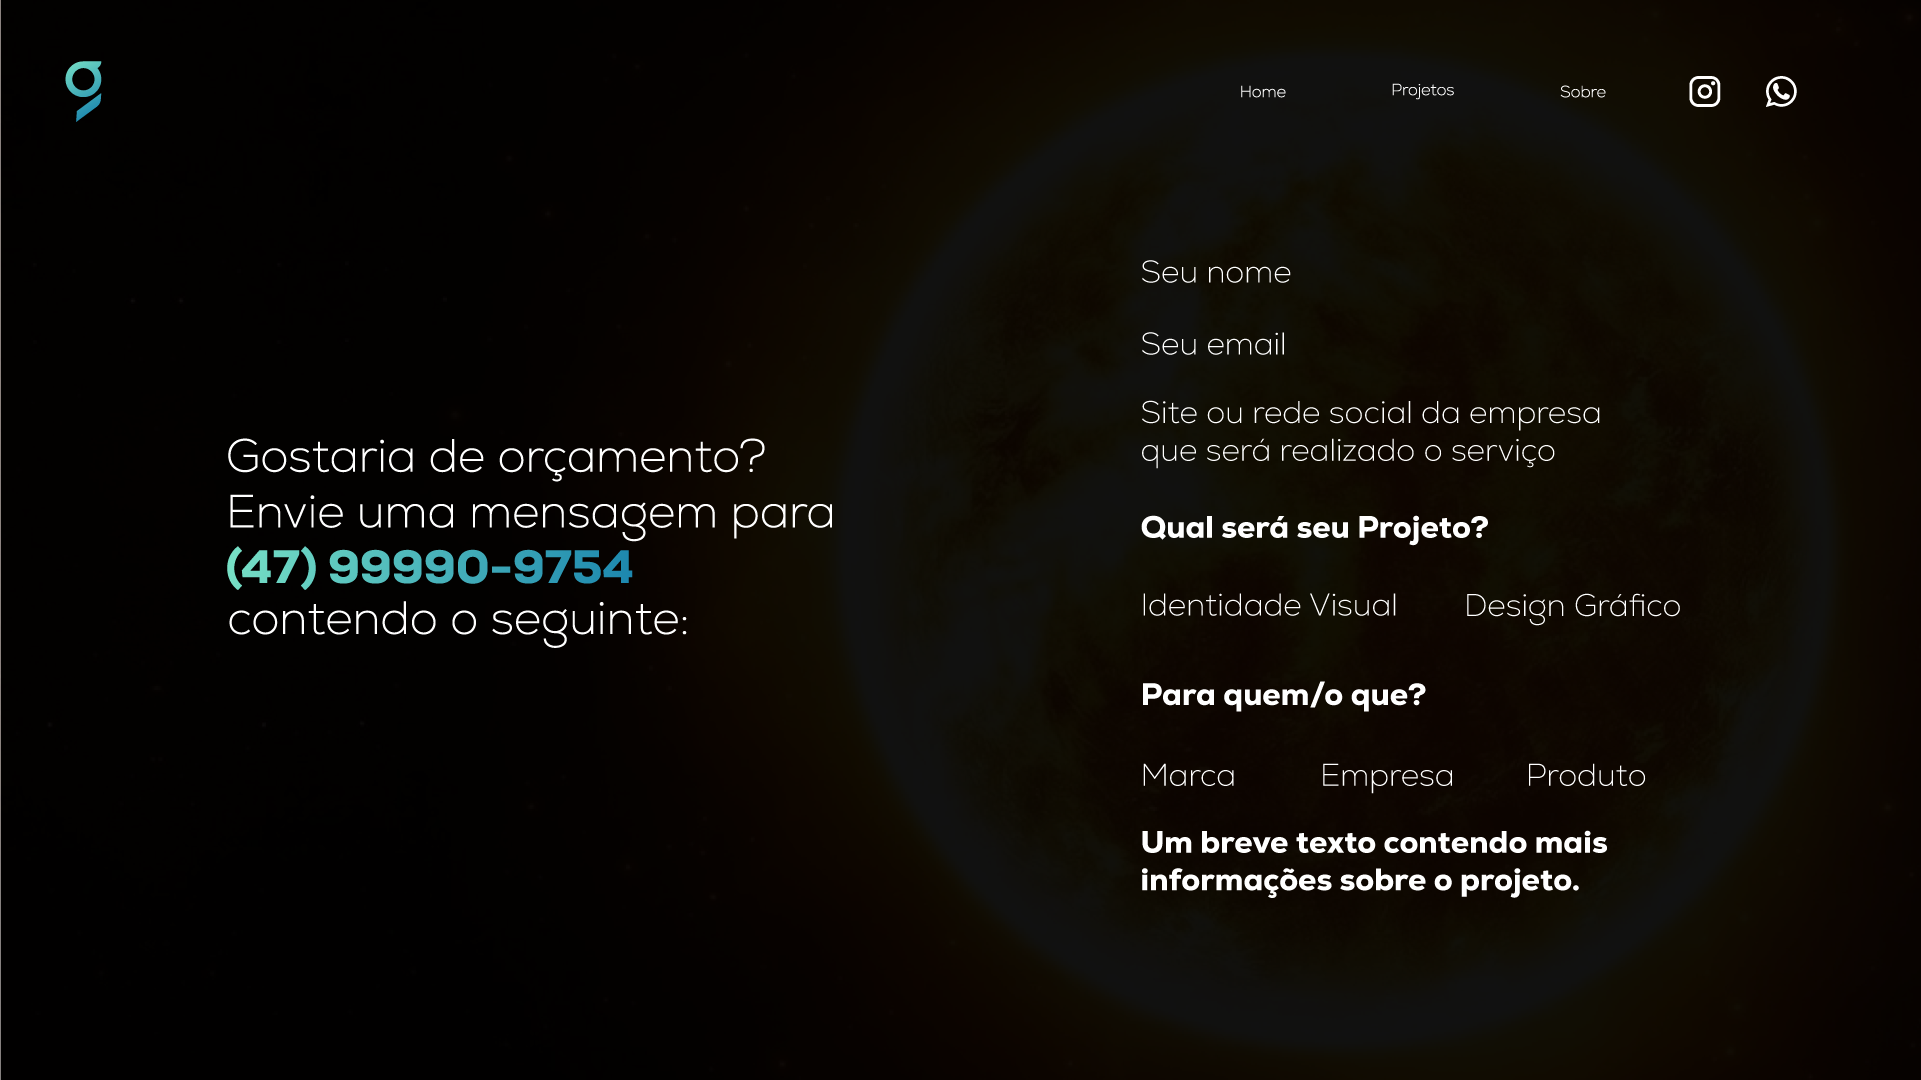 g
Home Projetos Sobre
Gostaria de orçamento?
Envie uma mensagem para
(47) 99990-9754
contendo o seguinte:
Seu nome
Seu email
Site ou rede social da empresa
que será realizado o serviço
Qual será seu Projeto?
Identidade Visual Design Gráfico
Para quem/o que?
Marca Empresa Produto
Um breve texto contendo mais
informações sobre o projeto.